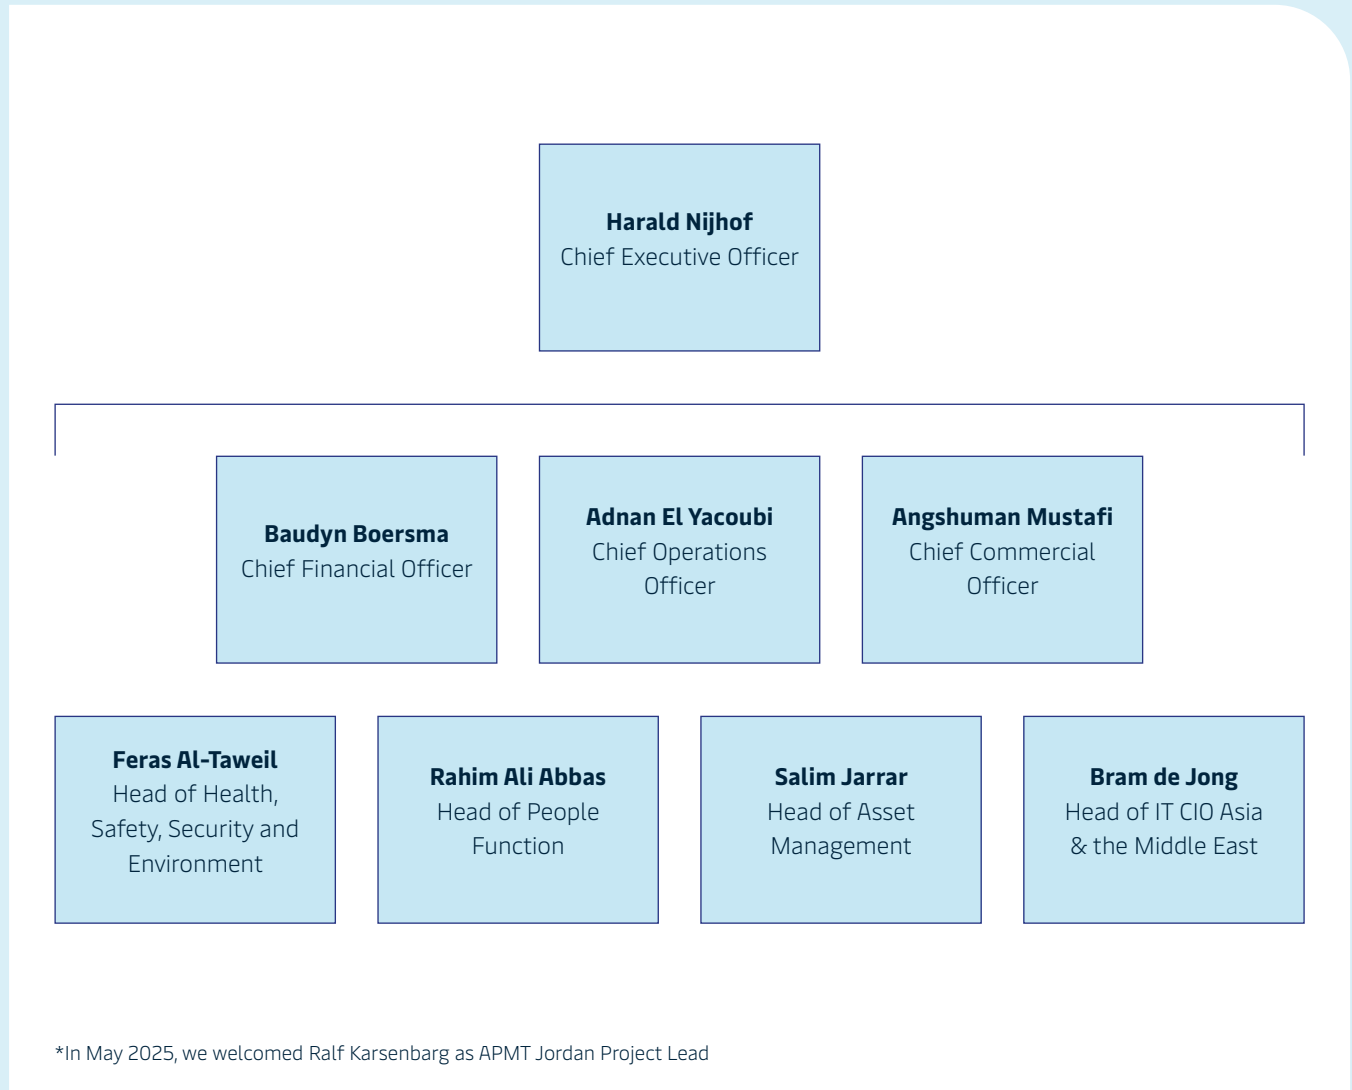 Harald Nijhof
Chief Executive Officer
Baudyn Boersma
Chief Financial Officer
Adnan El Yacoubi
Chief Operations
Officer
Angshuman Mustafi
Chief Commercial
Officer
Feras Al-Taweil
Head of Health,
Safety, Security and
Environment
Rahim Ali Abbas
Head of People
Function
Salim Jarrar
Head of Asset
Management
Bram de Jong
Head of IT CIO Asia
& the Middle East
*In May 2025, we welcomed Ralf Karsenbarg as APMT Jordan Project Lead